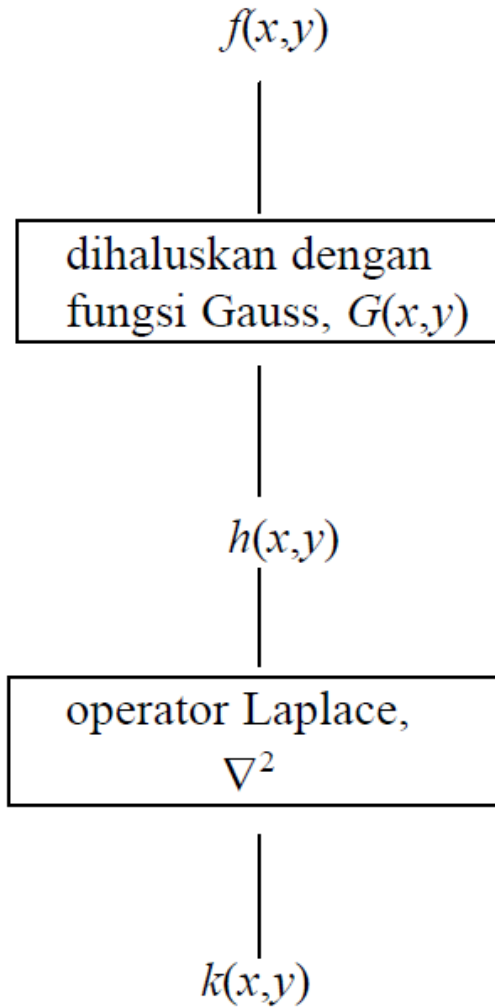 f(x,y)
dihaluskan dengan
fungsi Gauss, G(x,y)
h(x,y)
operator Laplace,
∇²
k(x,y)